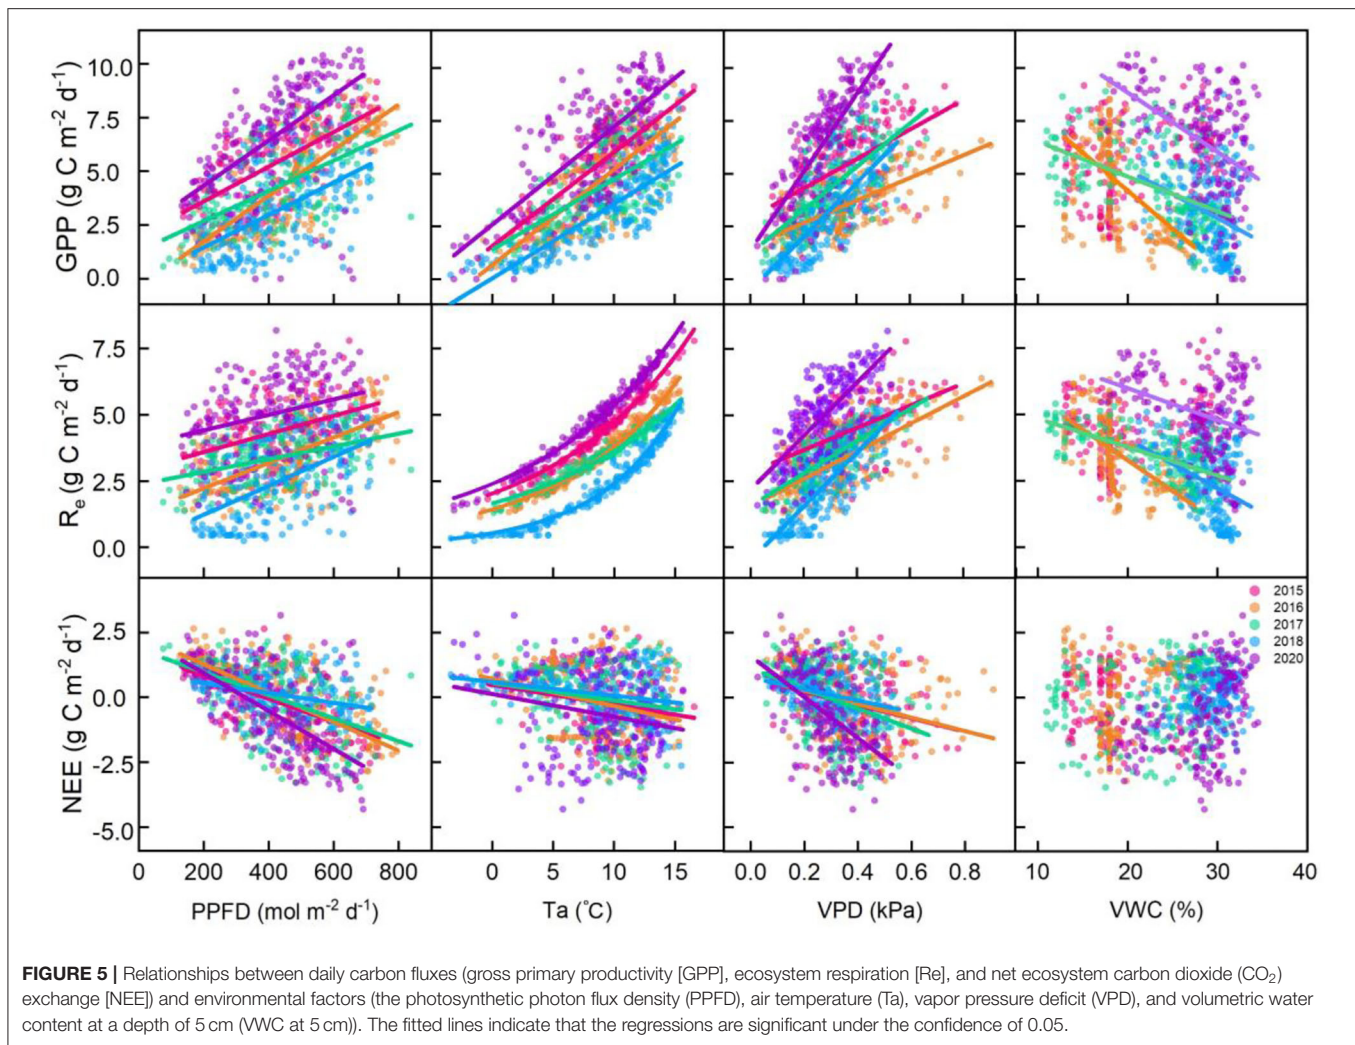 10.0
7.5
5.0
2.5
0.0
GPP (g C m⁻² d⁻¹)
7.5
5.0
2.5
0.0
Rₑ (g C m⁻² d⁻¹)
2.5
0.0
-2.5
-5.0
NEE (g C m⁻² d⁻¹)
2015
2016
2017
2018
2020
0 200 400 600 800
0 5 10 15
0.0 0.2 0.4 0.6 0.8
10 20 30 40
PPFD (mol m⁻² d⁻¹)
Ta (°C)
VPD (kPa)
VWC (%)
FIGURE 5 | Relationships between daily carbon fluxes (gross primary productivity [GPP], ecosystem respiration [Re], and net ecosystem carbon dioxide (CO₂)
exchange [NEE]) and environmental factors (the photosynthetic photon flux density (PPFD), air temperature (Ta), vapor pressure deficit (VPD), and volumetric water
content at a depth of 5 cm (VWC at 5 cm)). The fitted lines indicate that the regressions are significant under the confidence of 0.05.